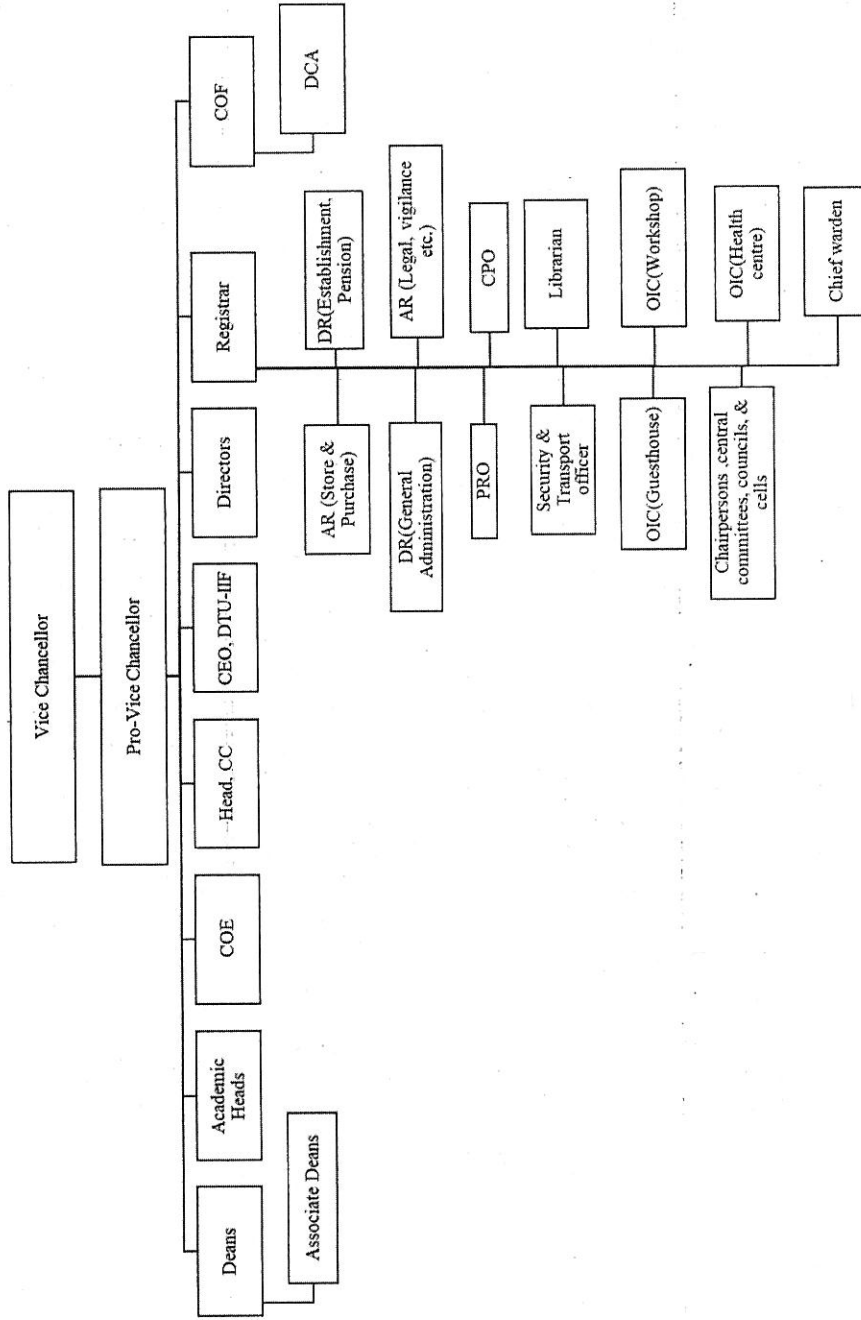 Vice Chancellor
Pro-Vice Chancellor
Deans
Academic
Heads
COE
Head, CC
CEO, DTU-IIF
Directors
Registrar
COF
Associate Deans
DCA
AR (Store &
Purchase)
DR(Establishment,
Pension)
DR(General
Administration)
AR (Legal, vigilance
etc.)
PRO
CPO
Security &
Transport
officer
Librarian
OIC(Guesthouse)
OIC(Workshop)
Chairpersons ,central
committees, councils, &
cells
OIC(Health
centre)
Chief warden